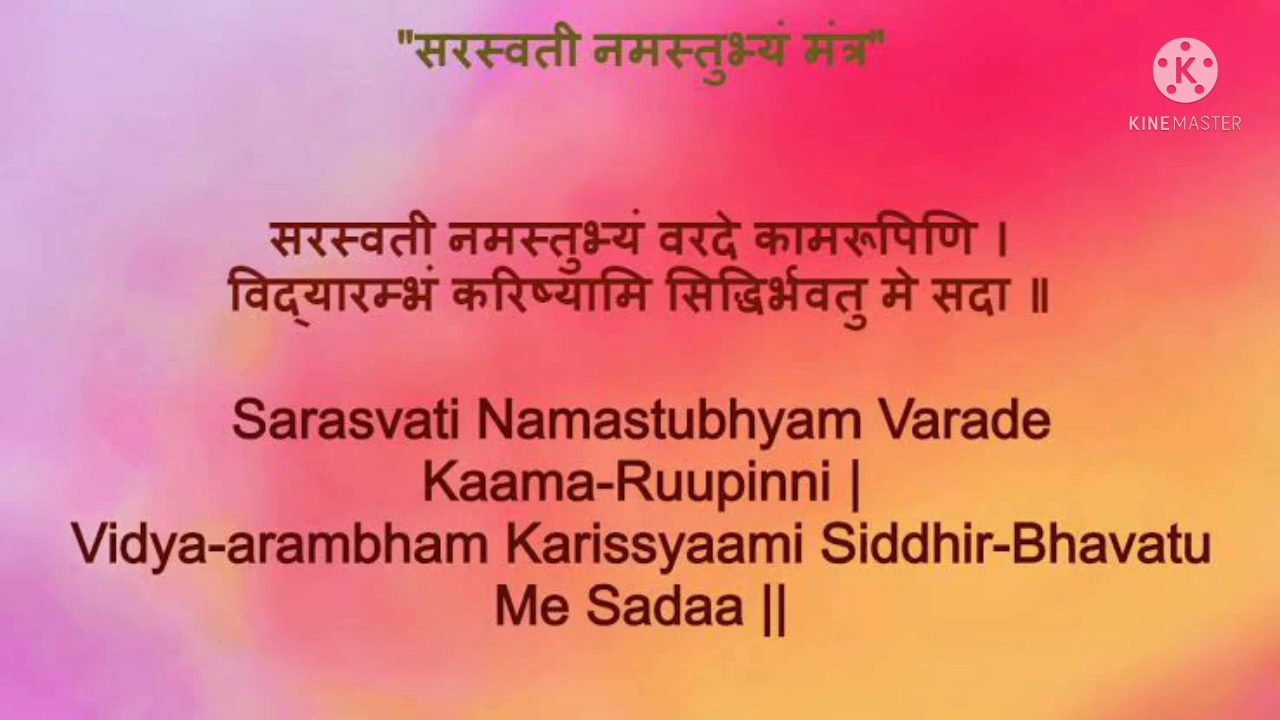 "सरस्वती नमस्तुभ्यं मंत्र"
KINEMASTER
सरस्वती नमस्तुभ्यं वरदे कामरूपिणि ।
विद्‌यारम्भं करिष्यामि सिद्धिर्भवतु मे सदा ॥
Sarasvati Namastubhyam Varade
Kaama-Ruupinni |
Vidya-arambham Karissyaami Siddhir-Bhavatu
Me Sadaa ||